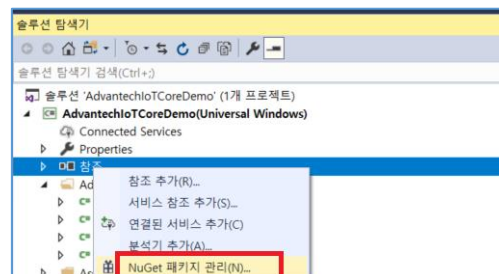 솔루션 탐색기
솔루션 탐색기 검색(Ctrl+;)
솔루션 'AdvantechIoTCoreDemo' (1개 프로젝트)
AdvantechIoTCoreDemo(Universal Windows)
Connected Services
Properties
참조
Ad
참조 추가(R)...
서비스 참조 추가(S)...
연결된 서비스 추가(C)
분석기 추가(A)...
NuGet 패키지 관리(N)...